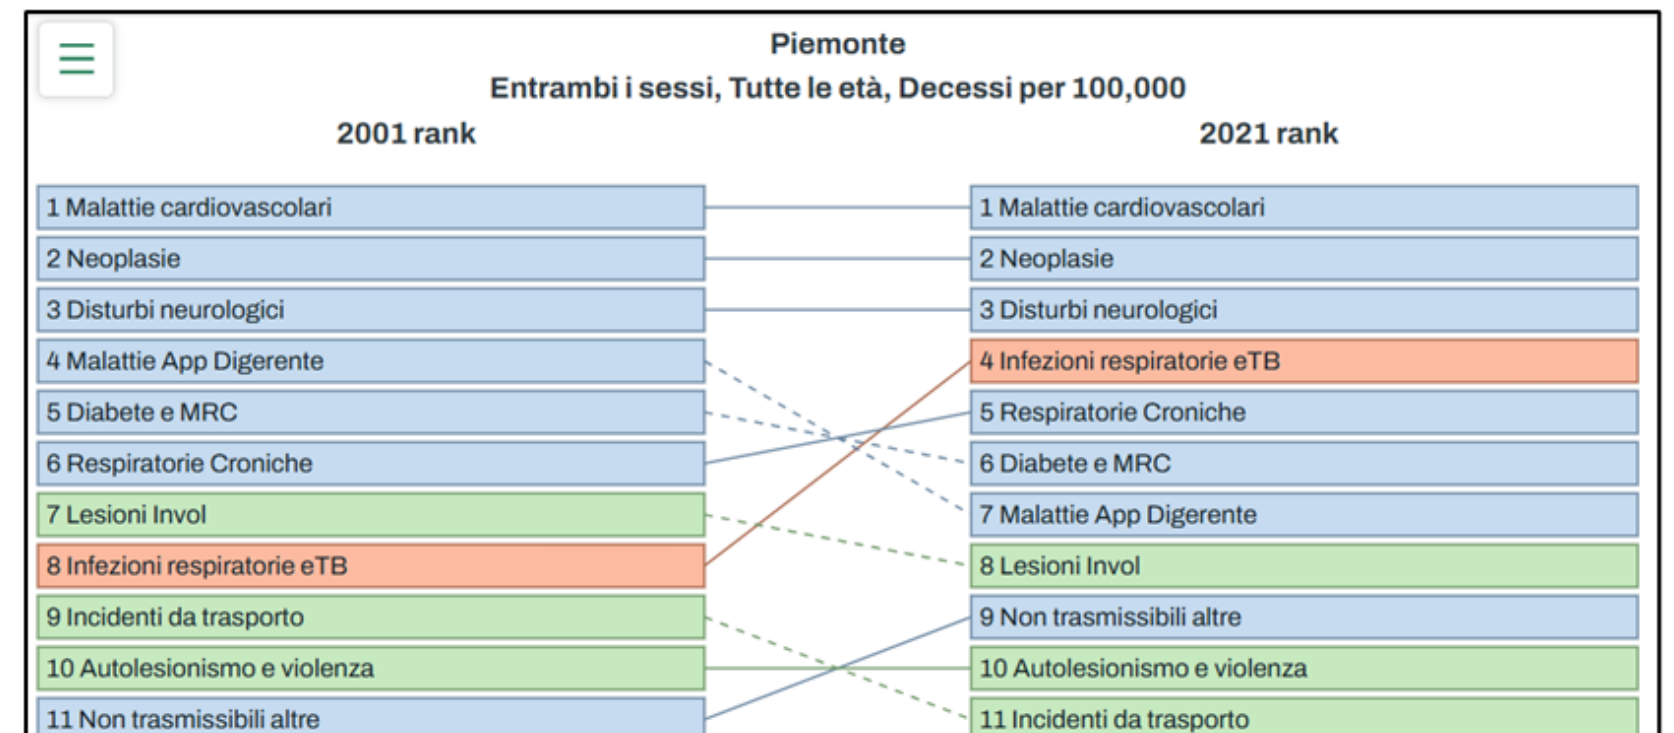 Piemonte
Entrambi i sessi, Tutte le età, Decessi per 100,000
2001 rank
2021 rank
1 Malattie cardiovascolari
2 Neoplasie
3 Disturbi neurologici
4 Malattie App Digerente
5 Diabete e MRC
6 Respiratorie Croniche
7 Lesioni Invol
8 Infezioni respiratorie eTB
9 Incidenti da trasporto
10 Autolesionismo e violenza
11 Non trasmissibili altre
1 Malattie cardiovascolari
2 Neoplasie
3 Disturbi neurologici
4 Infezioni respiratorie eTB
5 Respiratorie Croniche
6 Diabete e MRC
7 Malattie App Digerente
8 Lesioni Invol
9 Non trasmissibili altre
10 Autolesionismo e violenza
11 Incidenti da trasporto